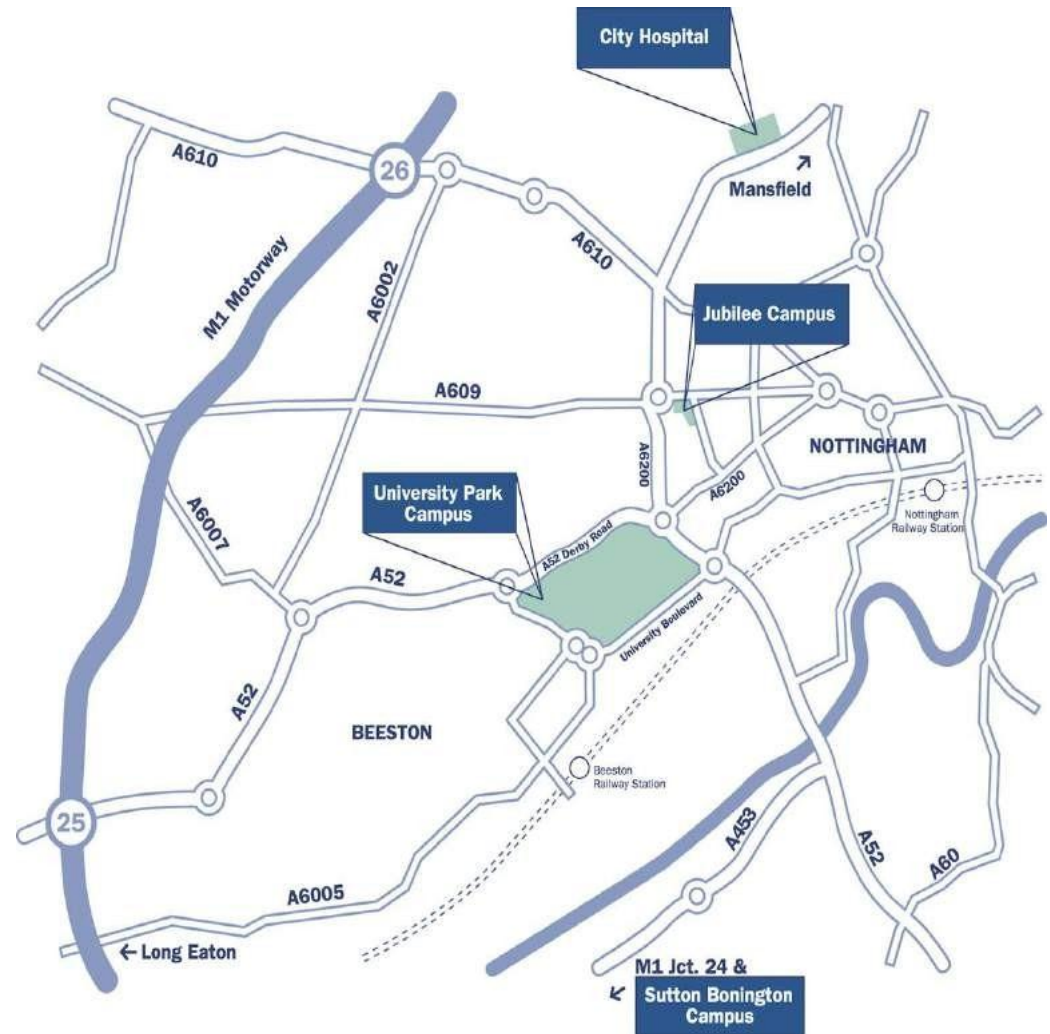 City Hospital
A610
26
Mansfield
A610
M1 Motorway
A6002
Jubilee Campus
A609
NOTTINGHAM
A6200
A6200
University Park
Campus
Nottingham
Railway Station
A6007
A52 Derby Road
A52
University Boulevard
A52
BEESTON
Beeston
Railway Station
25
A453
A52
A60
A6005
Long Eaton
M1 Jct. 24 &
Sutton Bonington
Campus